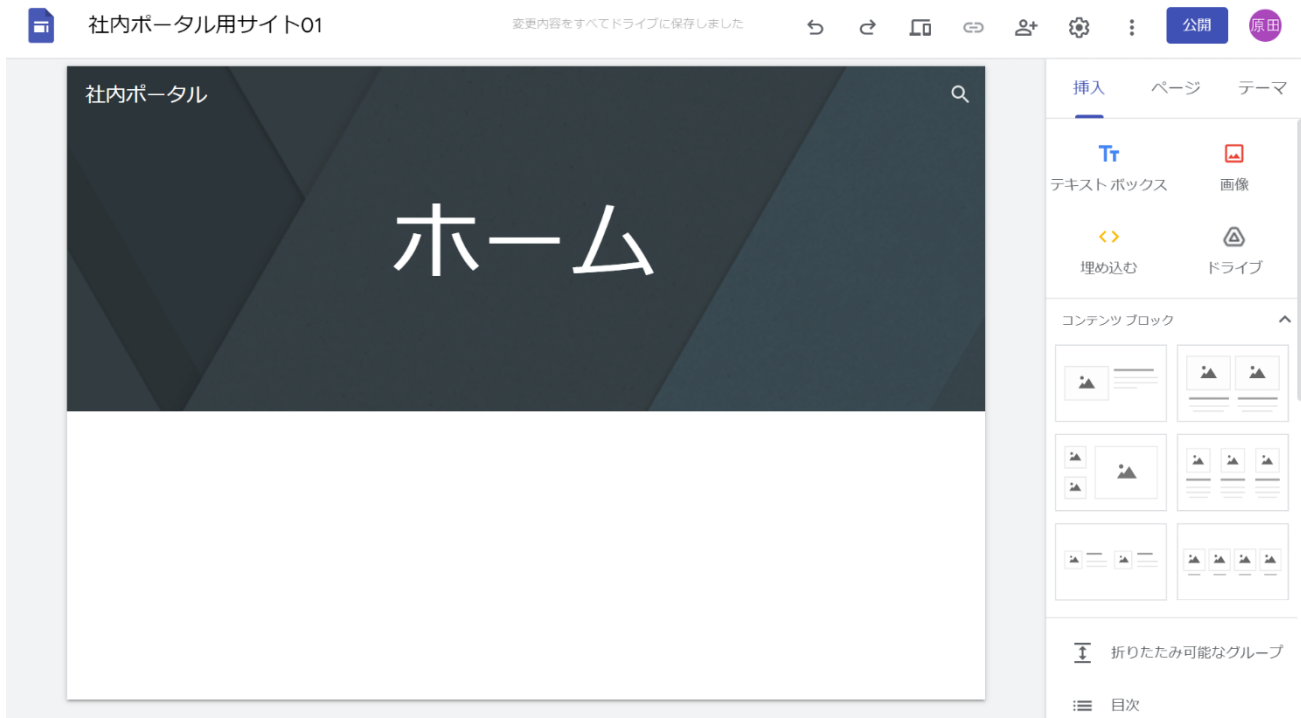 社内ポータル用サイト01
変更内容をすべてドライブに保存しました
公開
原田
社内ポータル
ホーム
挿入
ページ
テーマ
テキスト ボックス
画像
埋め込む
ドライブ
コンテンツ ブロック
折りたたみ可能なグループ
目次